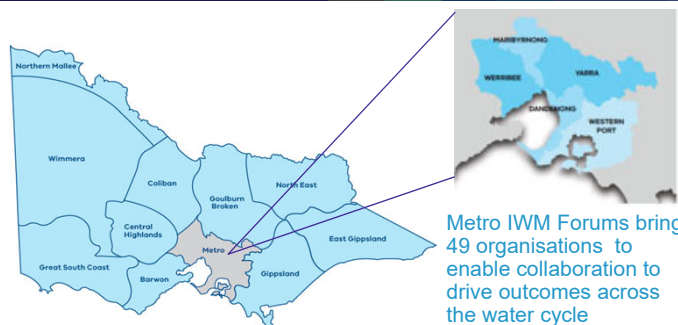 Northern Mallee
Wimmera
Coliban
Goulburn
Broken
North East
Central
Highlands
Metro
East Gippsland
Great South Coast
Barwon
Gippsland
MARIBYRNONG
WERRIBEE
YARRA
DANDENONG
WESTERN
PORT
Metro IWM Forums bring
49 organisations to
enable collaboration to
drive outcomes across
the water cycle